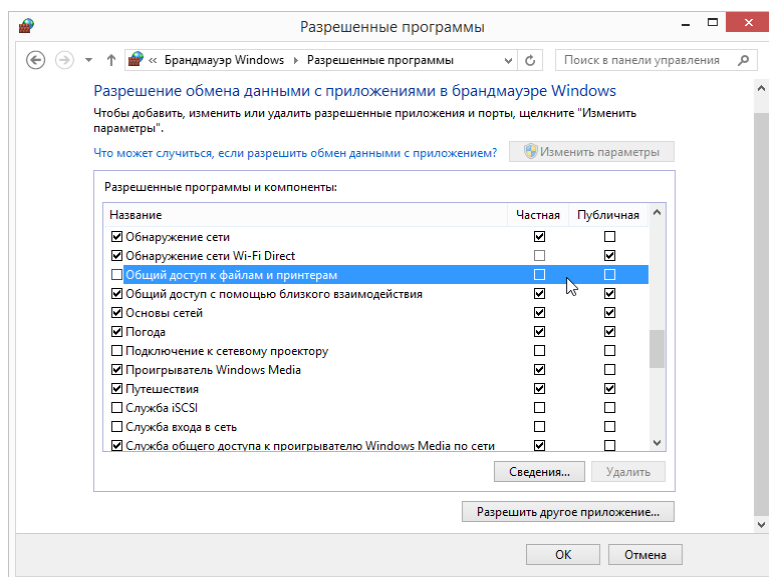 Разрешенные программы
« Брандмауэр Windows Разрешенные программы
Поиск в панели управления
Разрешение обмена данными с приложениями в брандмауэре Windows
Чтобы добавить, изменить или удалить разрешенные приложения и порты, щелкните "Изменить
параметры".
Что может случиться, если разрешить обмен данными с приложением? Изменить параметры
Разрешенные программы и компоненты:
Название Частная Публичная
Обнаружение сети
Обнаружение сети Wi-Fi Direct
Общий доступ к файлам и принтерам
Общий доступ с помощью близкого взаимодействия
Основы сетей
Погода
Подключение к сетевому проектору
Проигрыватель Windows Media
Путешествия
Служба iSCSI
Служба входа в сеть
Служба общего доступа к проигрывателю Windows Media по сети
Сведения... Удалить
Разрешить другое приложение...
OK Отмена